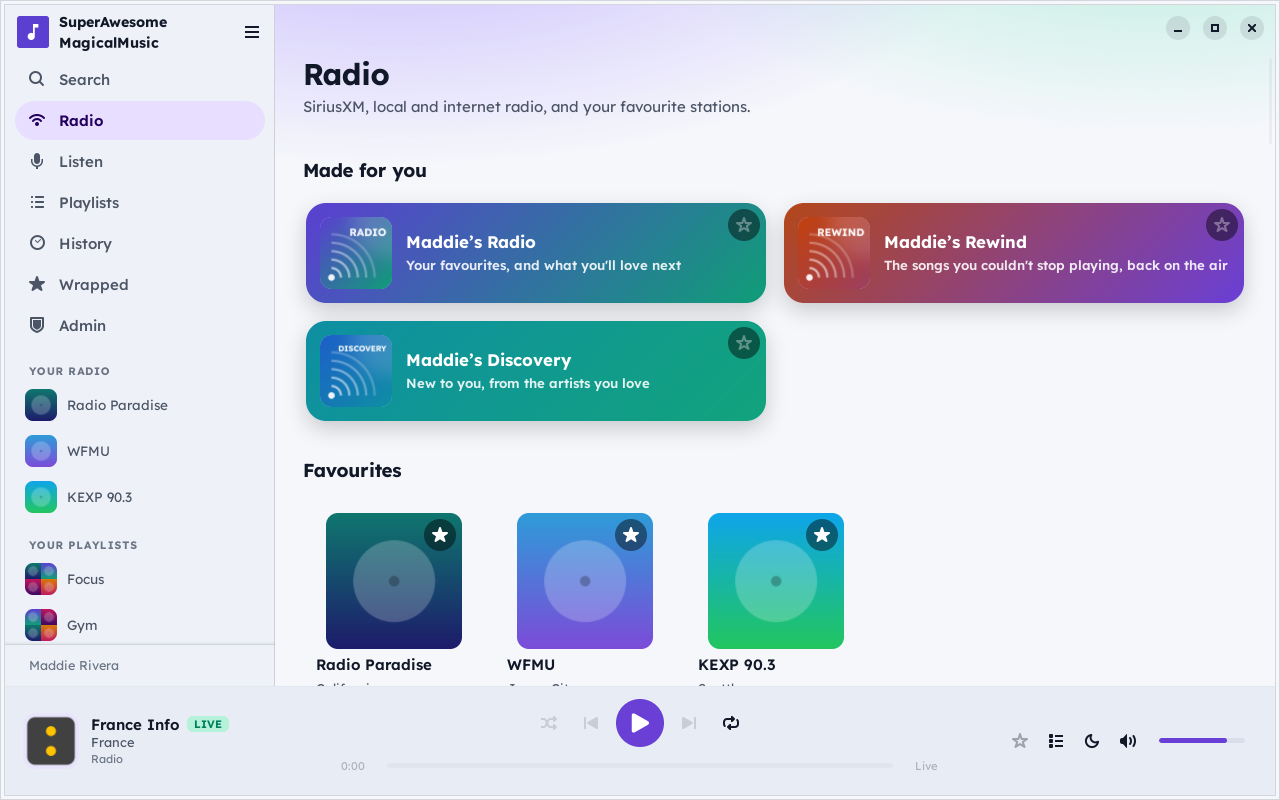 SuperAwesome
MagicalMusic
Search
Radio
Listen
Playlists
History
Wrapped
Admin
YOUR RADIO
Radio Paradise
WFMU
KEXP 90.3
YOUR PLAYLISTS
Focus
Gym
Maddie Rivera
Radio
SiriusXM, local and internet radio, and your favourite stations.
Made for you
RADIO
Maddie’s Radio
Your favourites, and what you'll love next
REWIND
Maddie’s Rewind
The songs you couldn't stop playing, back on the air
DISCOVERY
Maddie’s Discovery
New to you, from the artists you love
Favourites
Radio Paradise
WFMU
KEXP 90.3
France Info LIVE
France
Radio
0:00
Live